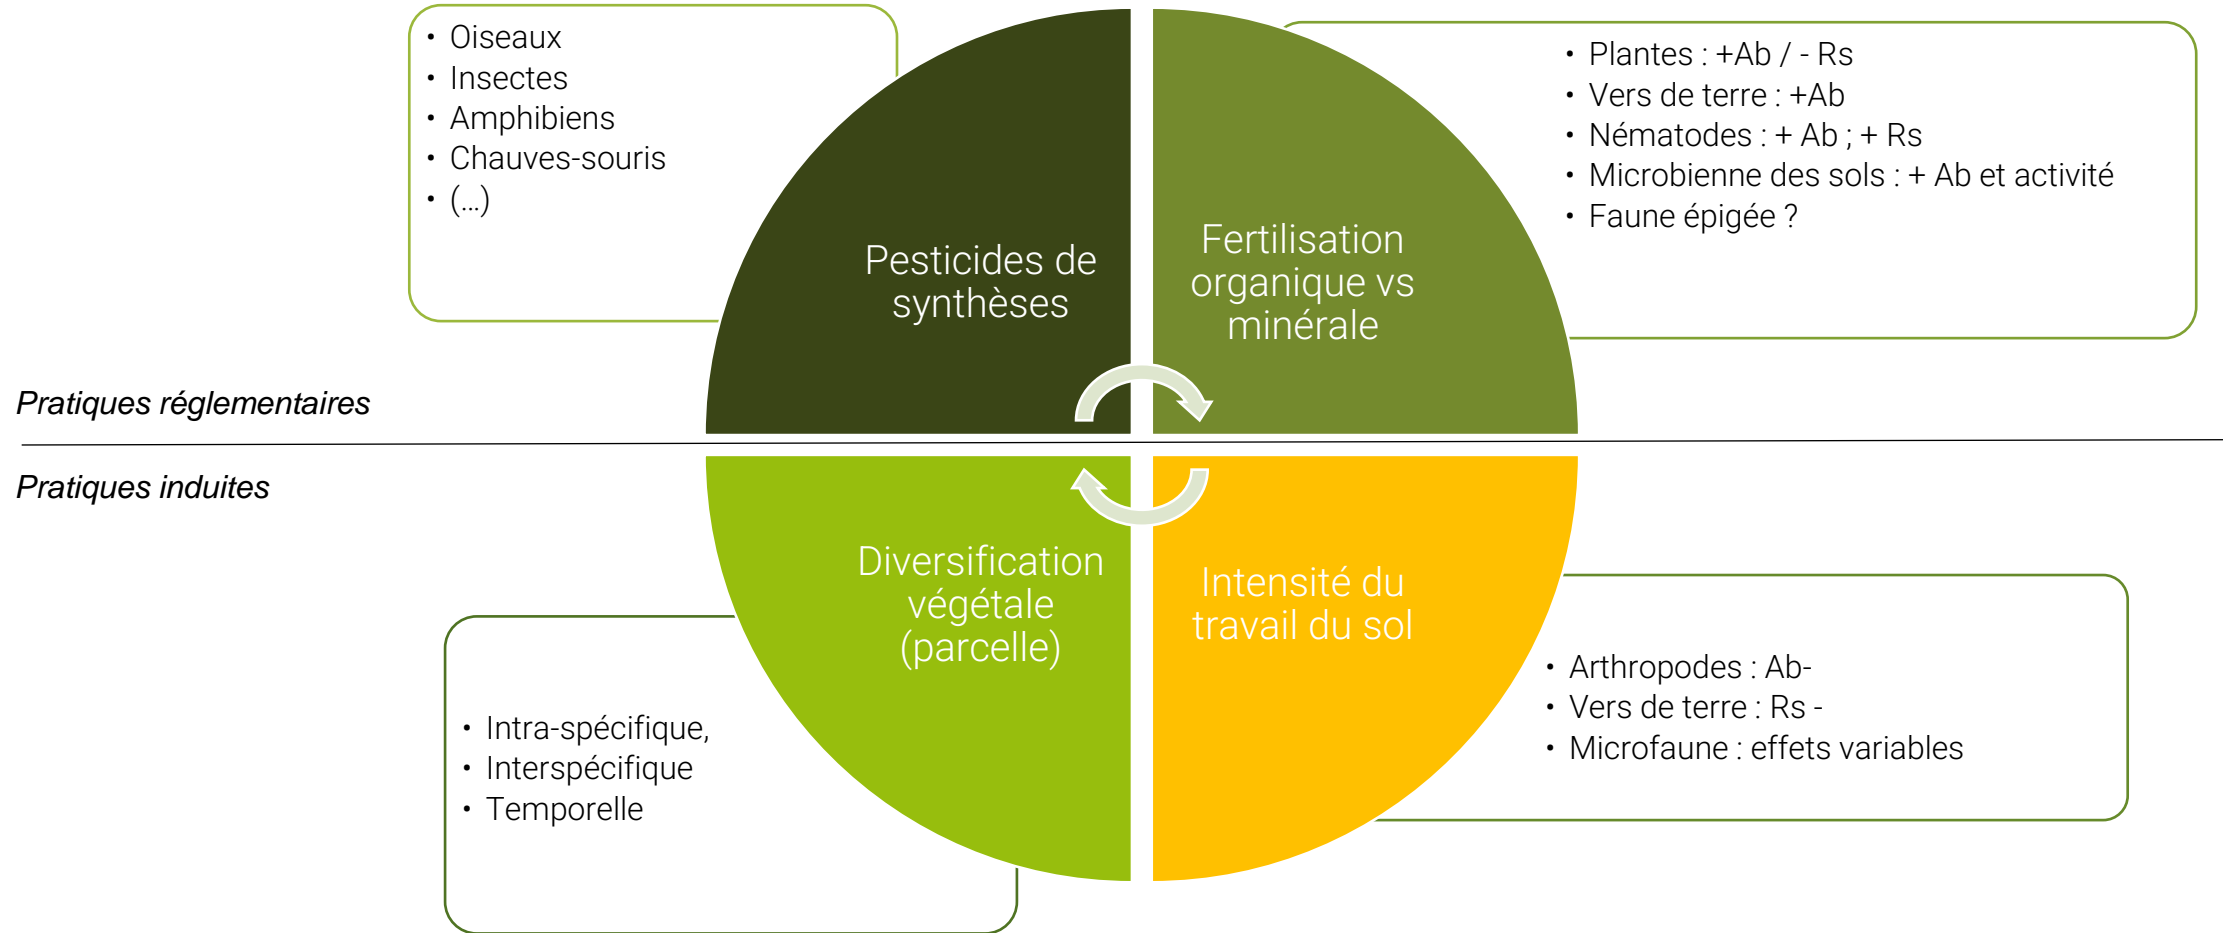 • Oiseaux
• Insectes
• Amphibiens
• Chauves-souris
• (...)
Pesticides de
synthèses
Fertilisation
organique vs
minérale
• Plantes : +Ab / - Rs
• Vers de terre : +Ab
• Nématodes : + Ab ; + Rs
• Microbienne des sols : + Ab et activité
• Faune épigée ?
Pratiques réglementaires
Pratiques induites
Diversification
végétale
(parcelle)
Intensité du
travail du sol
• Intra-spécifique,
• Interspécifique
• Temporelle
• Arthropodes : Ab-
• Vers de terre : Rs -
• Microfaune : effets variables